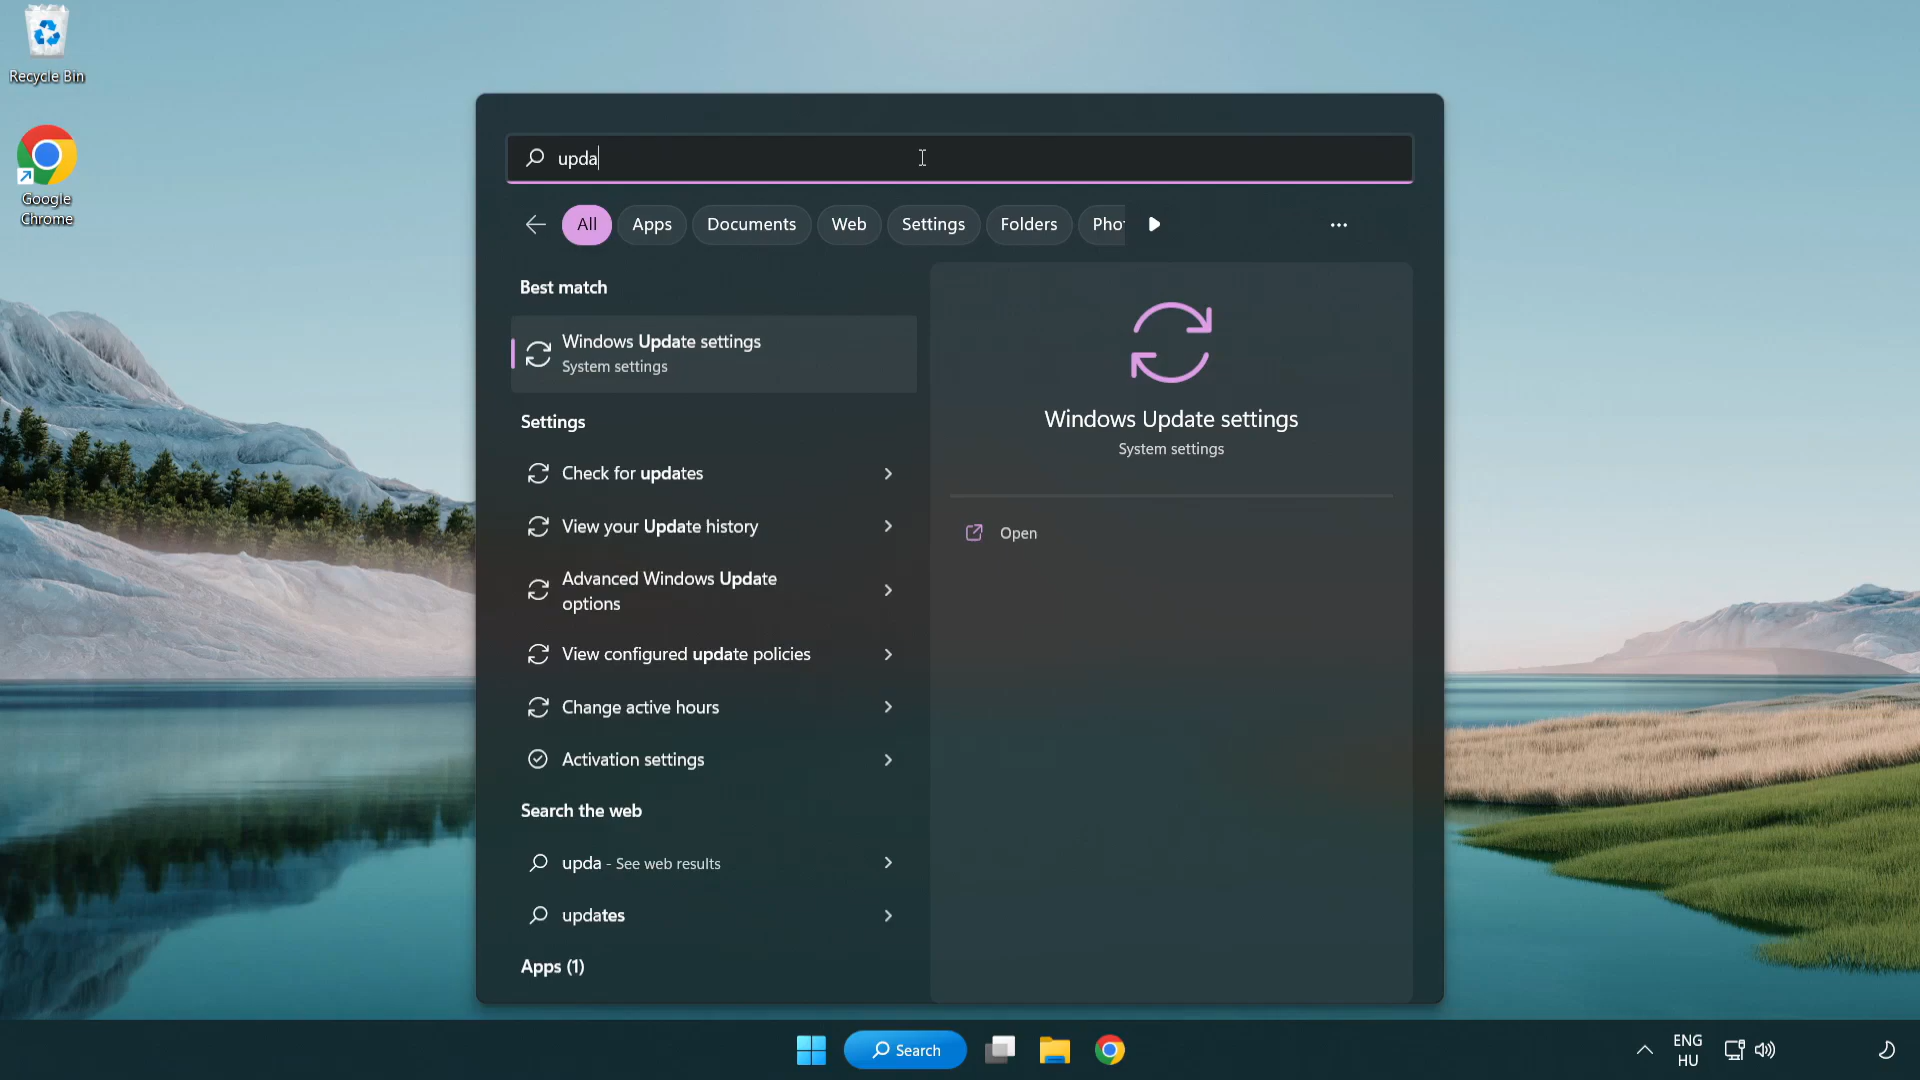 Recycle Bin
Google
Chrome
upda
All
Apps
Documents
Web
Settings
Folders
Pho
Best match
Windows Update settings
System settings
Settings
Check for updates
View your Update history
Advanced Windows Update
options
View configured update policies
Change active hours
Activation settings
Search the web
upda - See web results
updates
Apps (1)
Windows Update settings
System settings
Open
Search
ENG
HU